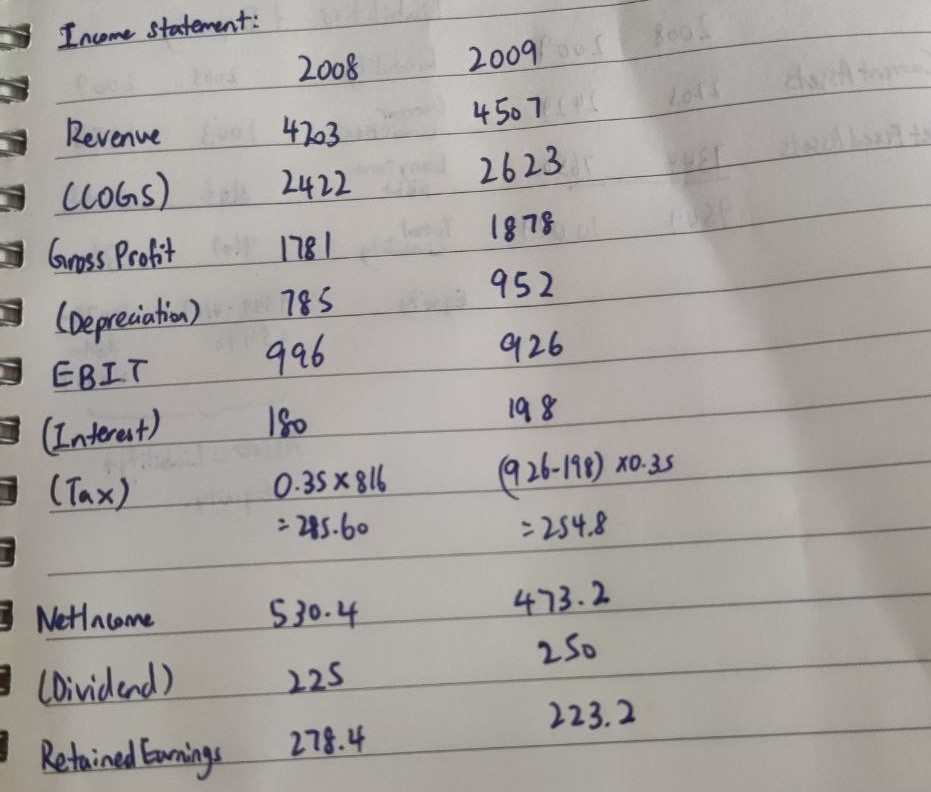 Income Statement:
2008 2009
Revenue 4203 4507
(COGS) 2422 2623
Gross Profit 1781 1878
(Depreciation) 785 952
EBIT 996 926
(Interest) 180 198
(Tax) 0.35×816 (926-198) ×0.35
=285.60 =254.8
Net Income 530.4 473.2
(Dividend) 225 250
Retained Earnings 278.4 223.2